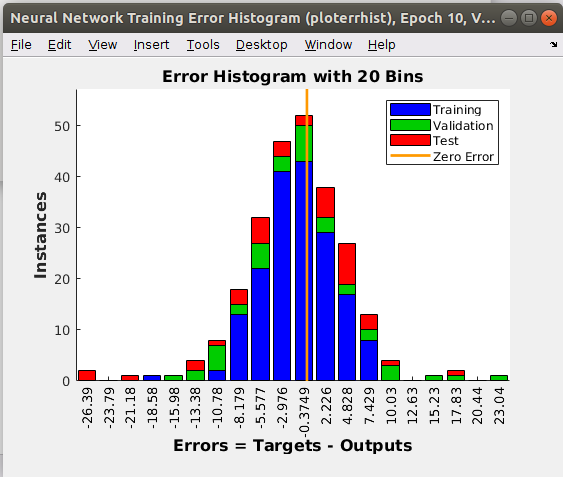 Neural Network Training Error Histogram (ploterrhist), Epoch 10, V...
File Edit View Insert Tools Desktop Window Help
Error Histogram with 20 Bins
Training
Validation
Test
Zero Error
50
40
30
20
10
0
Instances
-26.39 -23.79 -21.18 -18.58 -15.98 -13.38 -10.78 -8.179 -5.577 -2.976 -0.3749 2.226 4.828 7.429 10.03 12.63 15.23 17.83 20.44 23.04
Errors = Targets - Outputs